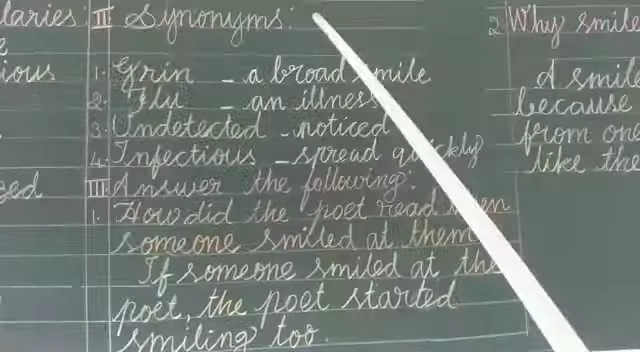 laries:
ious
zed
II Synonyms:
1. Grin - a broad smile
2. Flu - an illness
3. Undetected - noticed
4. Infectious - spread quickly
III Answer the following:
1. How did the poet read when
someone smiled at them
If someone smiled at the
poet, the poet started
smiling too.
2. Why smile
A smile
because
from one
like the